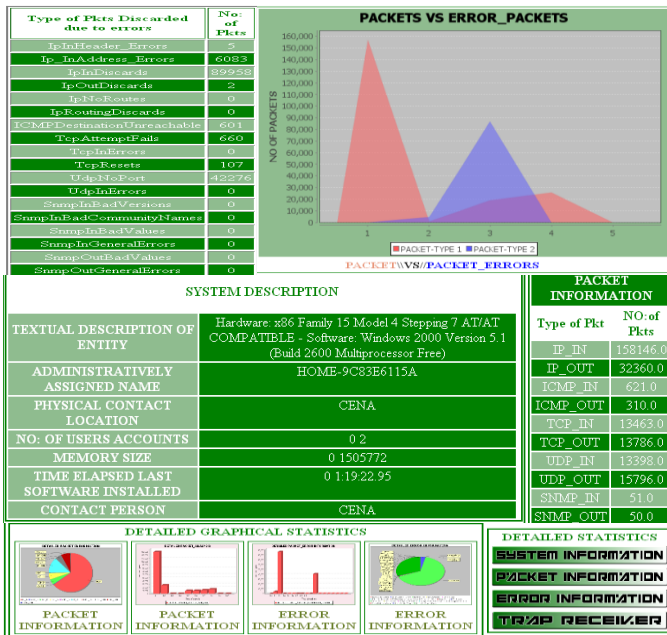 Type of Pkts Discarded due to errors No: of Pkts
IpInHeader_Errors 5
Ip_InAddress_Errors 6083
IpInDiscards 89958
IpOutDiscards 2
IpNoRoutes 0
IpRoutingDiscards 0
ICMPDestinationUnreachable 601
TcpAttemptFails 660
TcpInErrors 0
TcpResets 107
UdpNoPort 42276
UdpInErrors 0
SnmpInBadVersions 0
SnmpInBadCommunityNames 0
SnmpInBadValues 0
SnmpInGeneralErrors 0
SnmpOutBadValues 0
SnmpOutGeneralErrors 0
PACKETS VS ERROR_PACKETS
NO OF PACKETS
160,000
150,000
140,000
130,000
120,000
110,000
100,000
90,000
80,000
70,000
60,000
50,000
40,000
30,000
20,000
10,000
0
1 2 3 4 5
PACKET-TYPE 1 PACKET-TYPE 2
PACKET\\VS//PACKET_ERRORS
SYSTEM DESCRIPTION
TEXTUAL DESCRIPTION OF ENTITY
Hardware: x86 Family 15 Model 4 Stepping 7 AT/AT
COMPATIBLE - Software: Windows 2000 Version 5.1
(Build 2600 Multiprocessor Free)
ADMINISTRATIVELY ASSIGNED NAME HOME-9C83E6115A
PHYSICAL CONTACT LOCATION CENA
NO: OF USERS ACCOUNTS 0 2
MEMORY SIZE 0 1505772
TIME ELAPSED LAST SOFTWARE INSTALLED 0 1:19:22.95
CONTACT PERSON CENA
PACKET
INFORMATION
Type of Pkt NO:of Pkts
IP_IN 158146.0
IP_OUT 32360.0
ICMP_IN 621.0
ICMP_OUT 310.0
TCP_IN 13463.0
TCP_OUT 13786.0
UDP_IN 13398.0
UDP_OUT 15796.0
SNMP_IN 51.0
SNMP_OUT 50.0
DETAILED GRAPHICAL STATISTICS
PACKET INFORMATION
PACKET INFORMATION
ERROR INFORMATION
ERROR INFORMATION
DETAILED STATISTICS
SYSTEM INFORMATION
PACKET INFORMATION
ERROR INFORMATION
TRAP RECEIVER